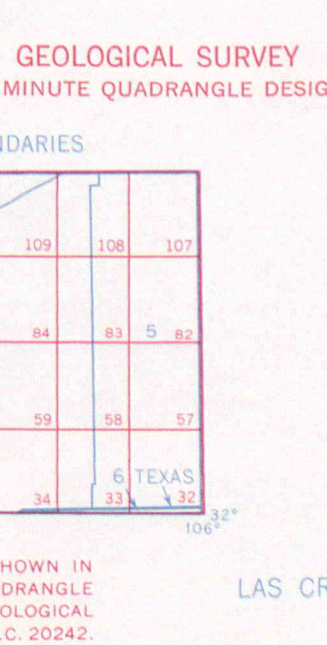 GEOLOGICAL SURVEY
MINUTE QUADRANGLE DESIG
NDARIES
109 108 107
84 83 5 82
59 58 57
6 TEXAS
34 33 32
32°
106°
HOWN IN
DRANGLE
OLOGICAL
.C. 20242.
LAS CR